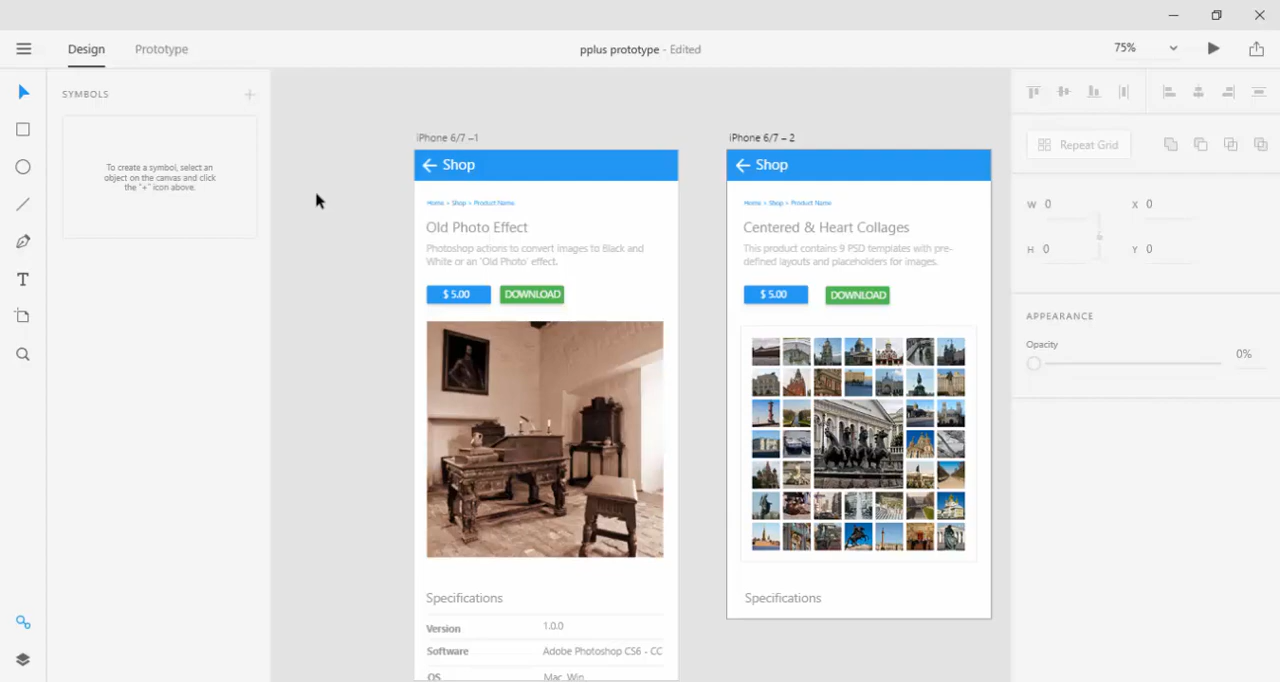 Design
Prototype
pplus prototype - Edited
75%
SYMBOLS
To create a symbol, select an
object on the canvas and click
the "+" icon above.
iPhone 6/7 –1
Shop
Home > Shop > Product Name
Old Photo Effect
Photoshop actions to convert images to Black and
White or an 'Old Photo' effect.
$ 5.00
DOWNLOAD
Specifications
Version
1.0.0
Software
Adobe Photoshop CS6 - CC
OS
Mac, Win
iPhone 6/7 – 2
Shop
Home > Shop > Product Name
Centered & Heart Collages
This product contains 9 PSD templates with pre-
defined layouts and placeholders for images.
$ 5.00
DOWNLOAD
Specifications
Repeat Grid
W 0
X 0
H 0
Y 0
APPEARANCE
Opacity
0%